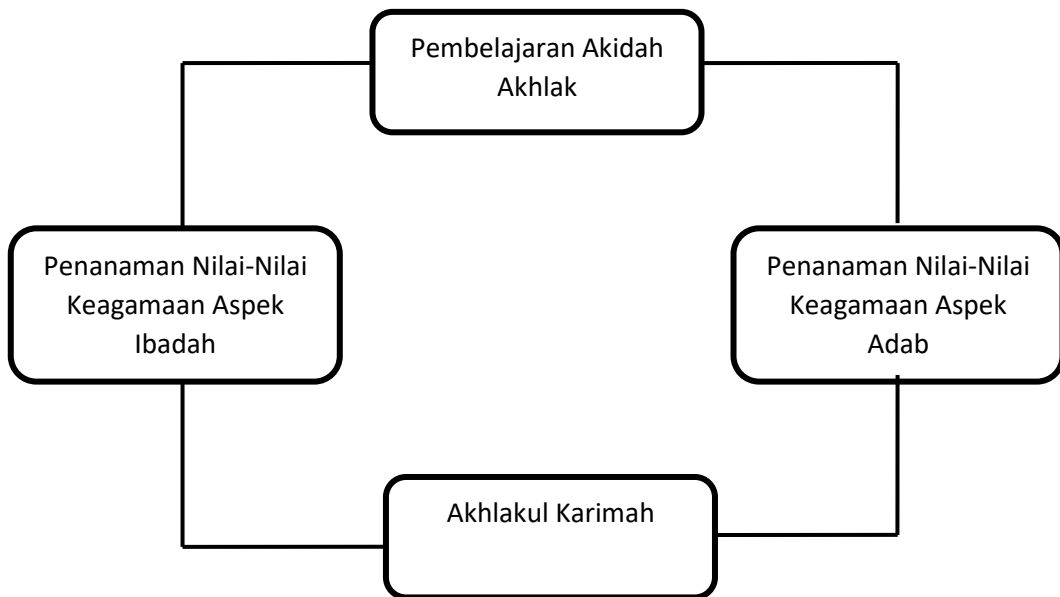 Pembelajaran Akidah
Akhlak
Penanaman Nilai-Nilai
Keagamaan Aspek
Ibadah
Penanaman Nilai-Nilai
Keagamaan Aspek
Adab
Akhlakul Karimah